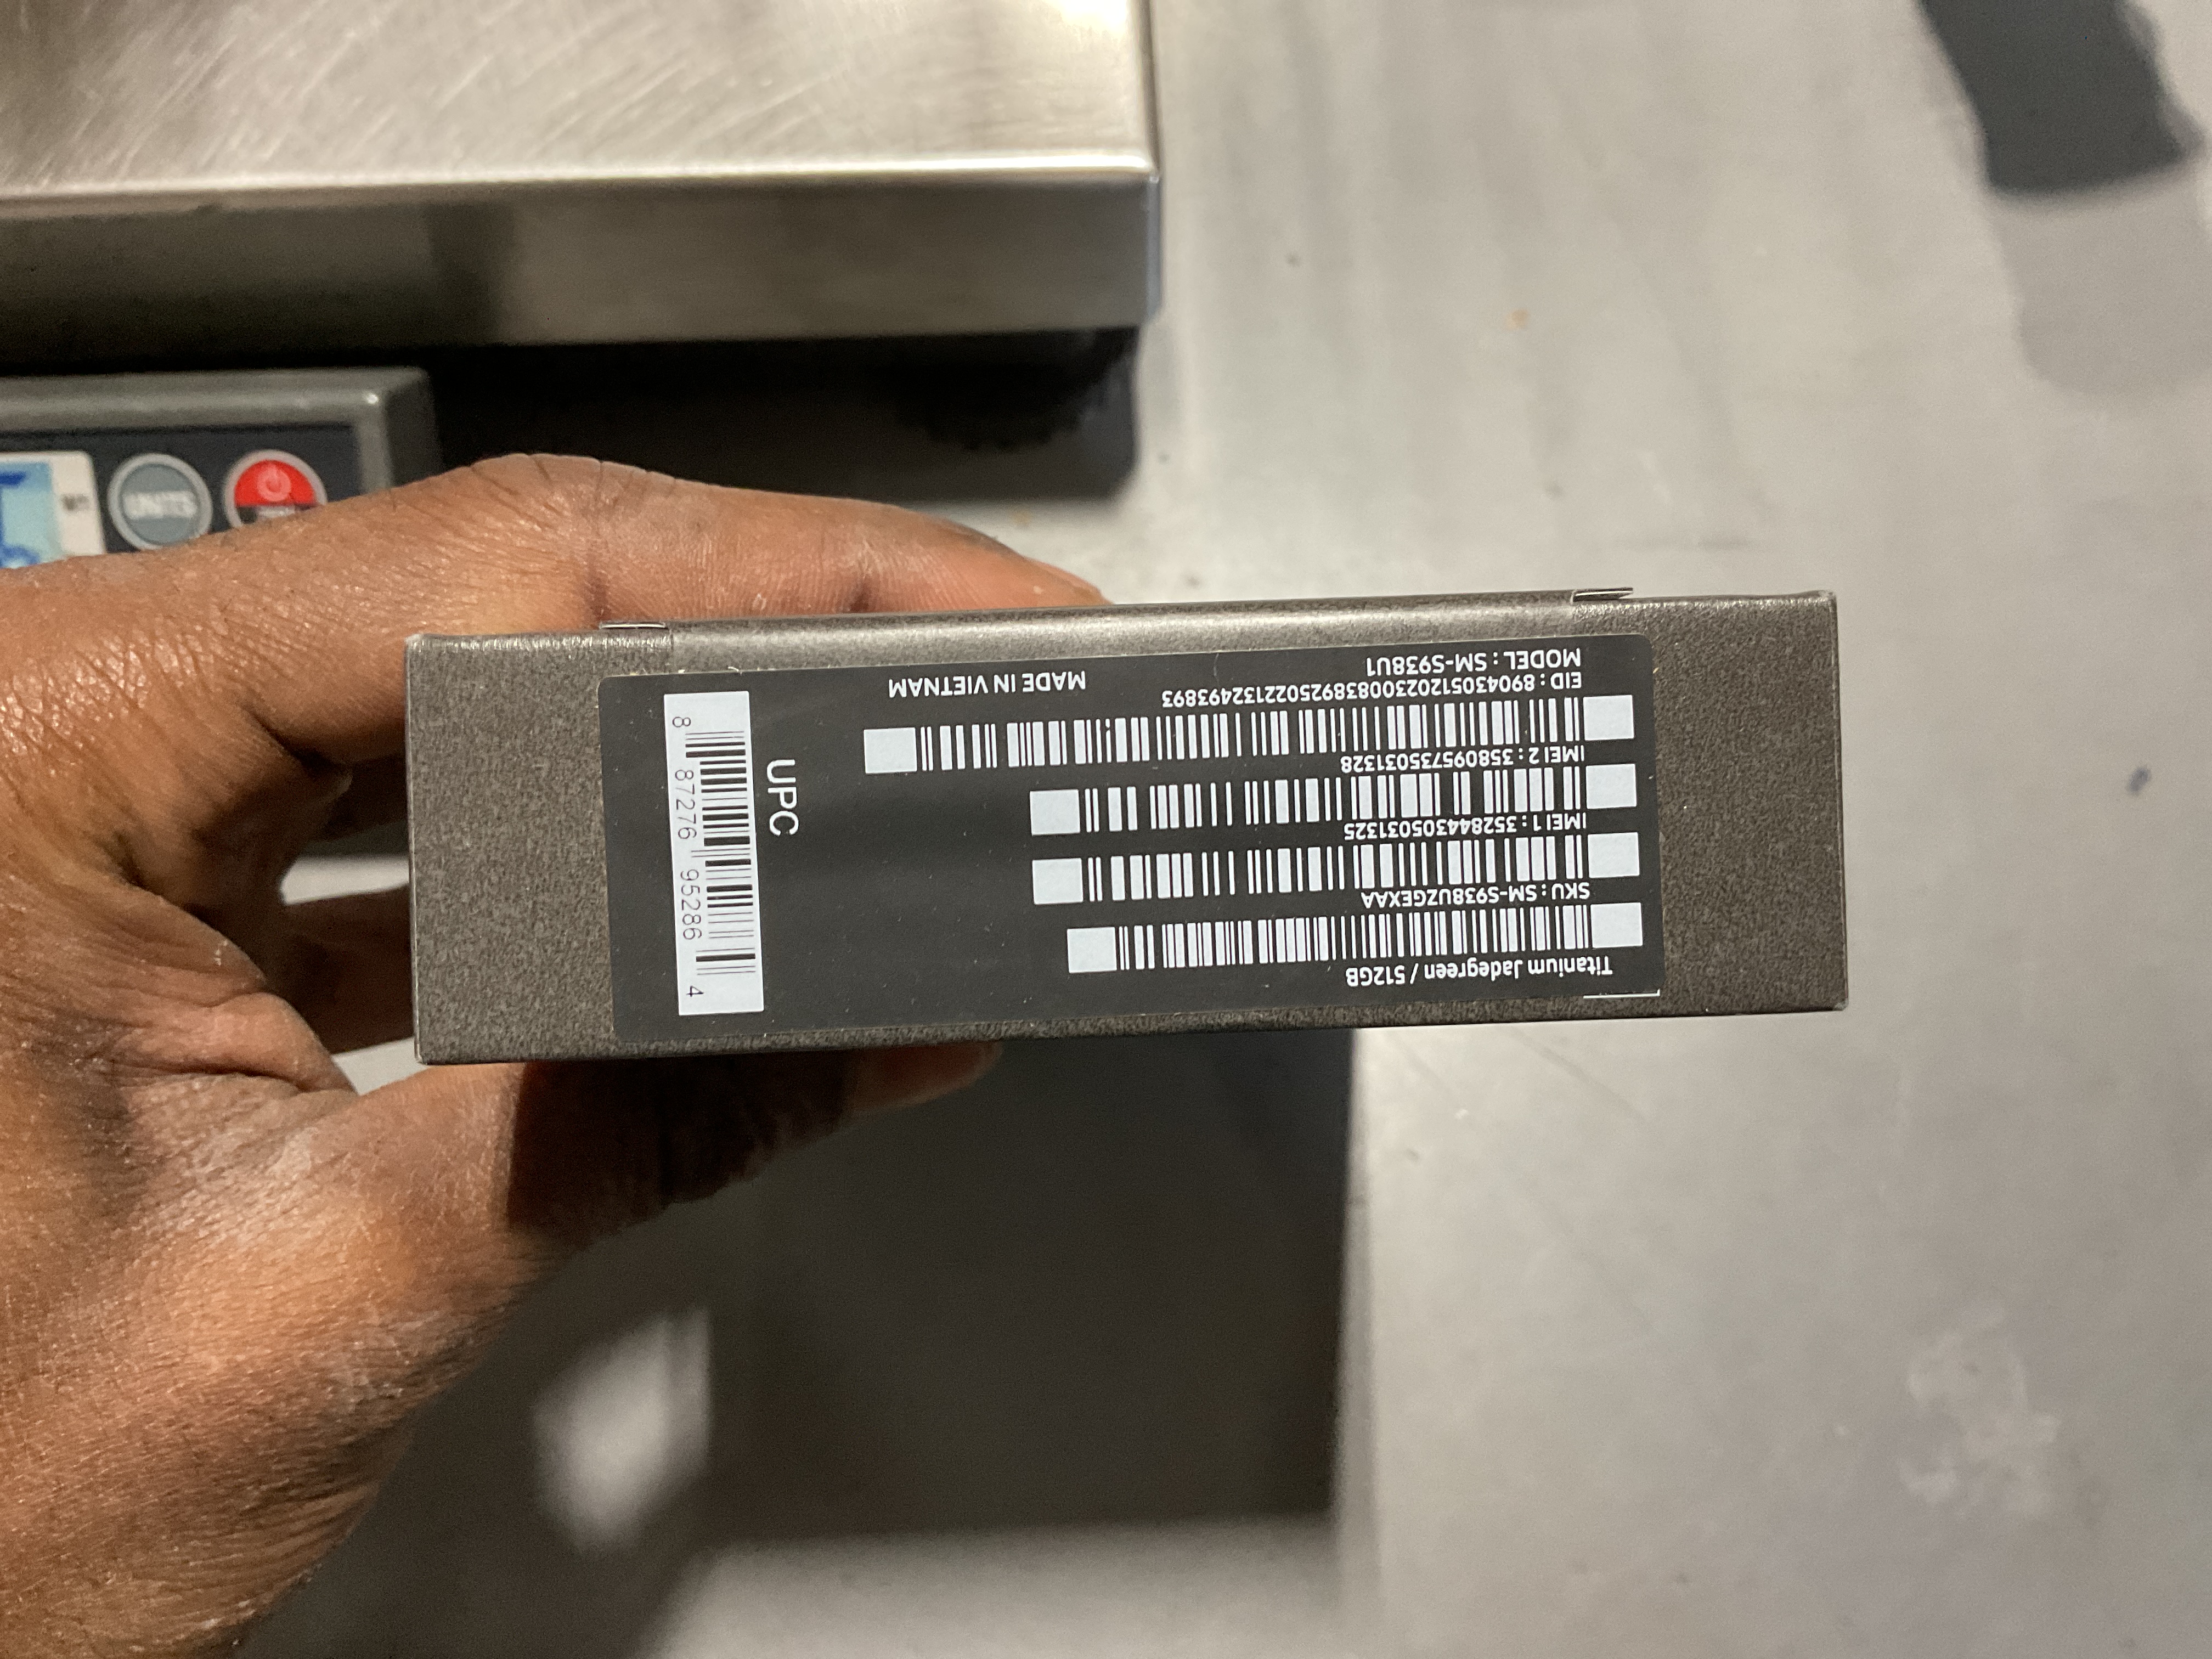 Titanium Jadegreen / 512GB
SKU : SM-S938UZGEXAA
IMEI 1 : 352844305031325
IMEI 2 : 358095735031328
EID : 89043051202300838925022132493893
MODEL : SM-S938U1
MADE IN VIETNAM
UPC
8 87276 95286 4
UNITS